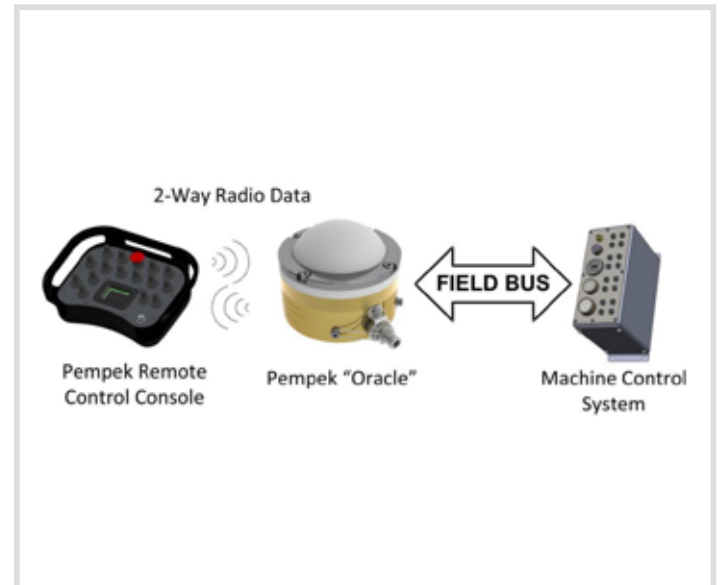 2-Way Radio Data
FIELD BUS
Pempek Remote
Control Console
Pempek “Oracle”
Machine Control
System